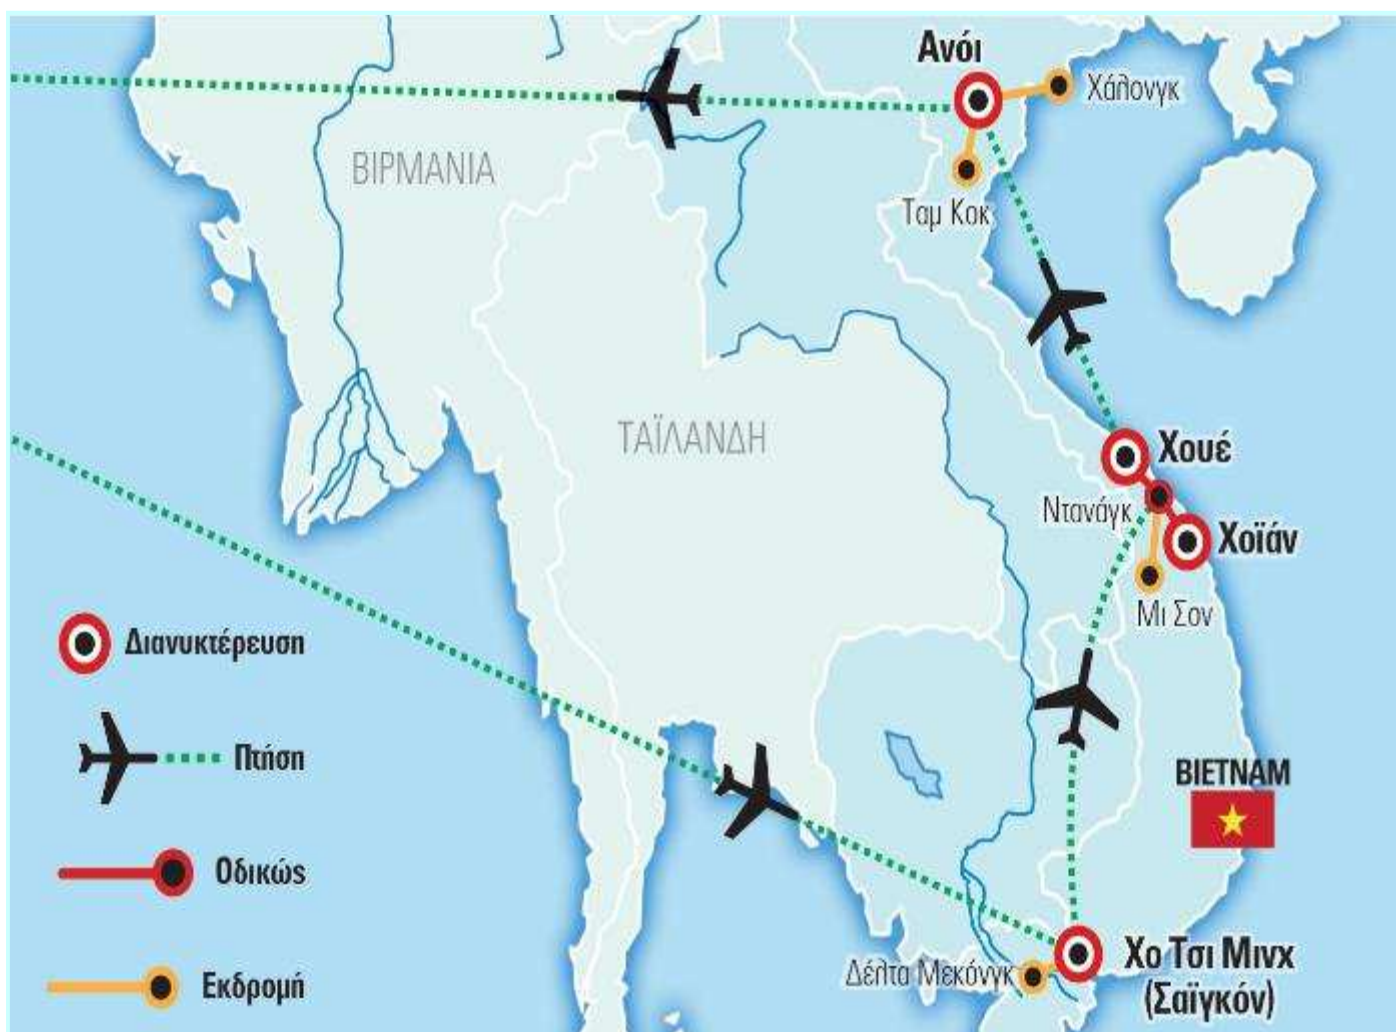 Ανόι
Χάλονγκ
ΒΙΡΜΑΝΙΑ
Ταμ Κοκ
ΤΑΪΛΑΝΔΗ
Χουέ
Ντανάγκ
Χοϊάν
Μι Σον
Διανυκτέρευση
Πτήση
ΒΙΕΤΝΑΜ
Οδικώς
Εκδρομή
Δέλτα Μεκόνγκ
Χο Τσι Μινχ
(Σαϊγκόν)